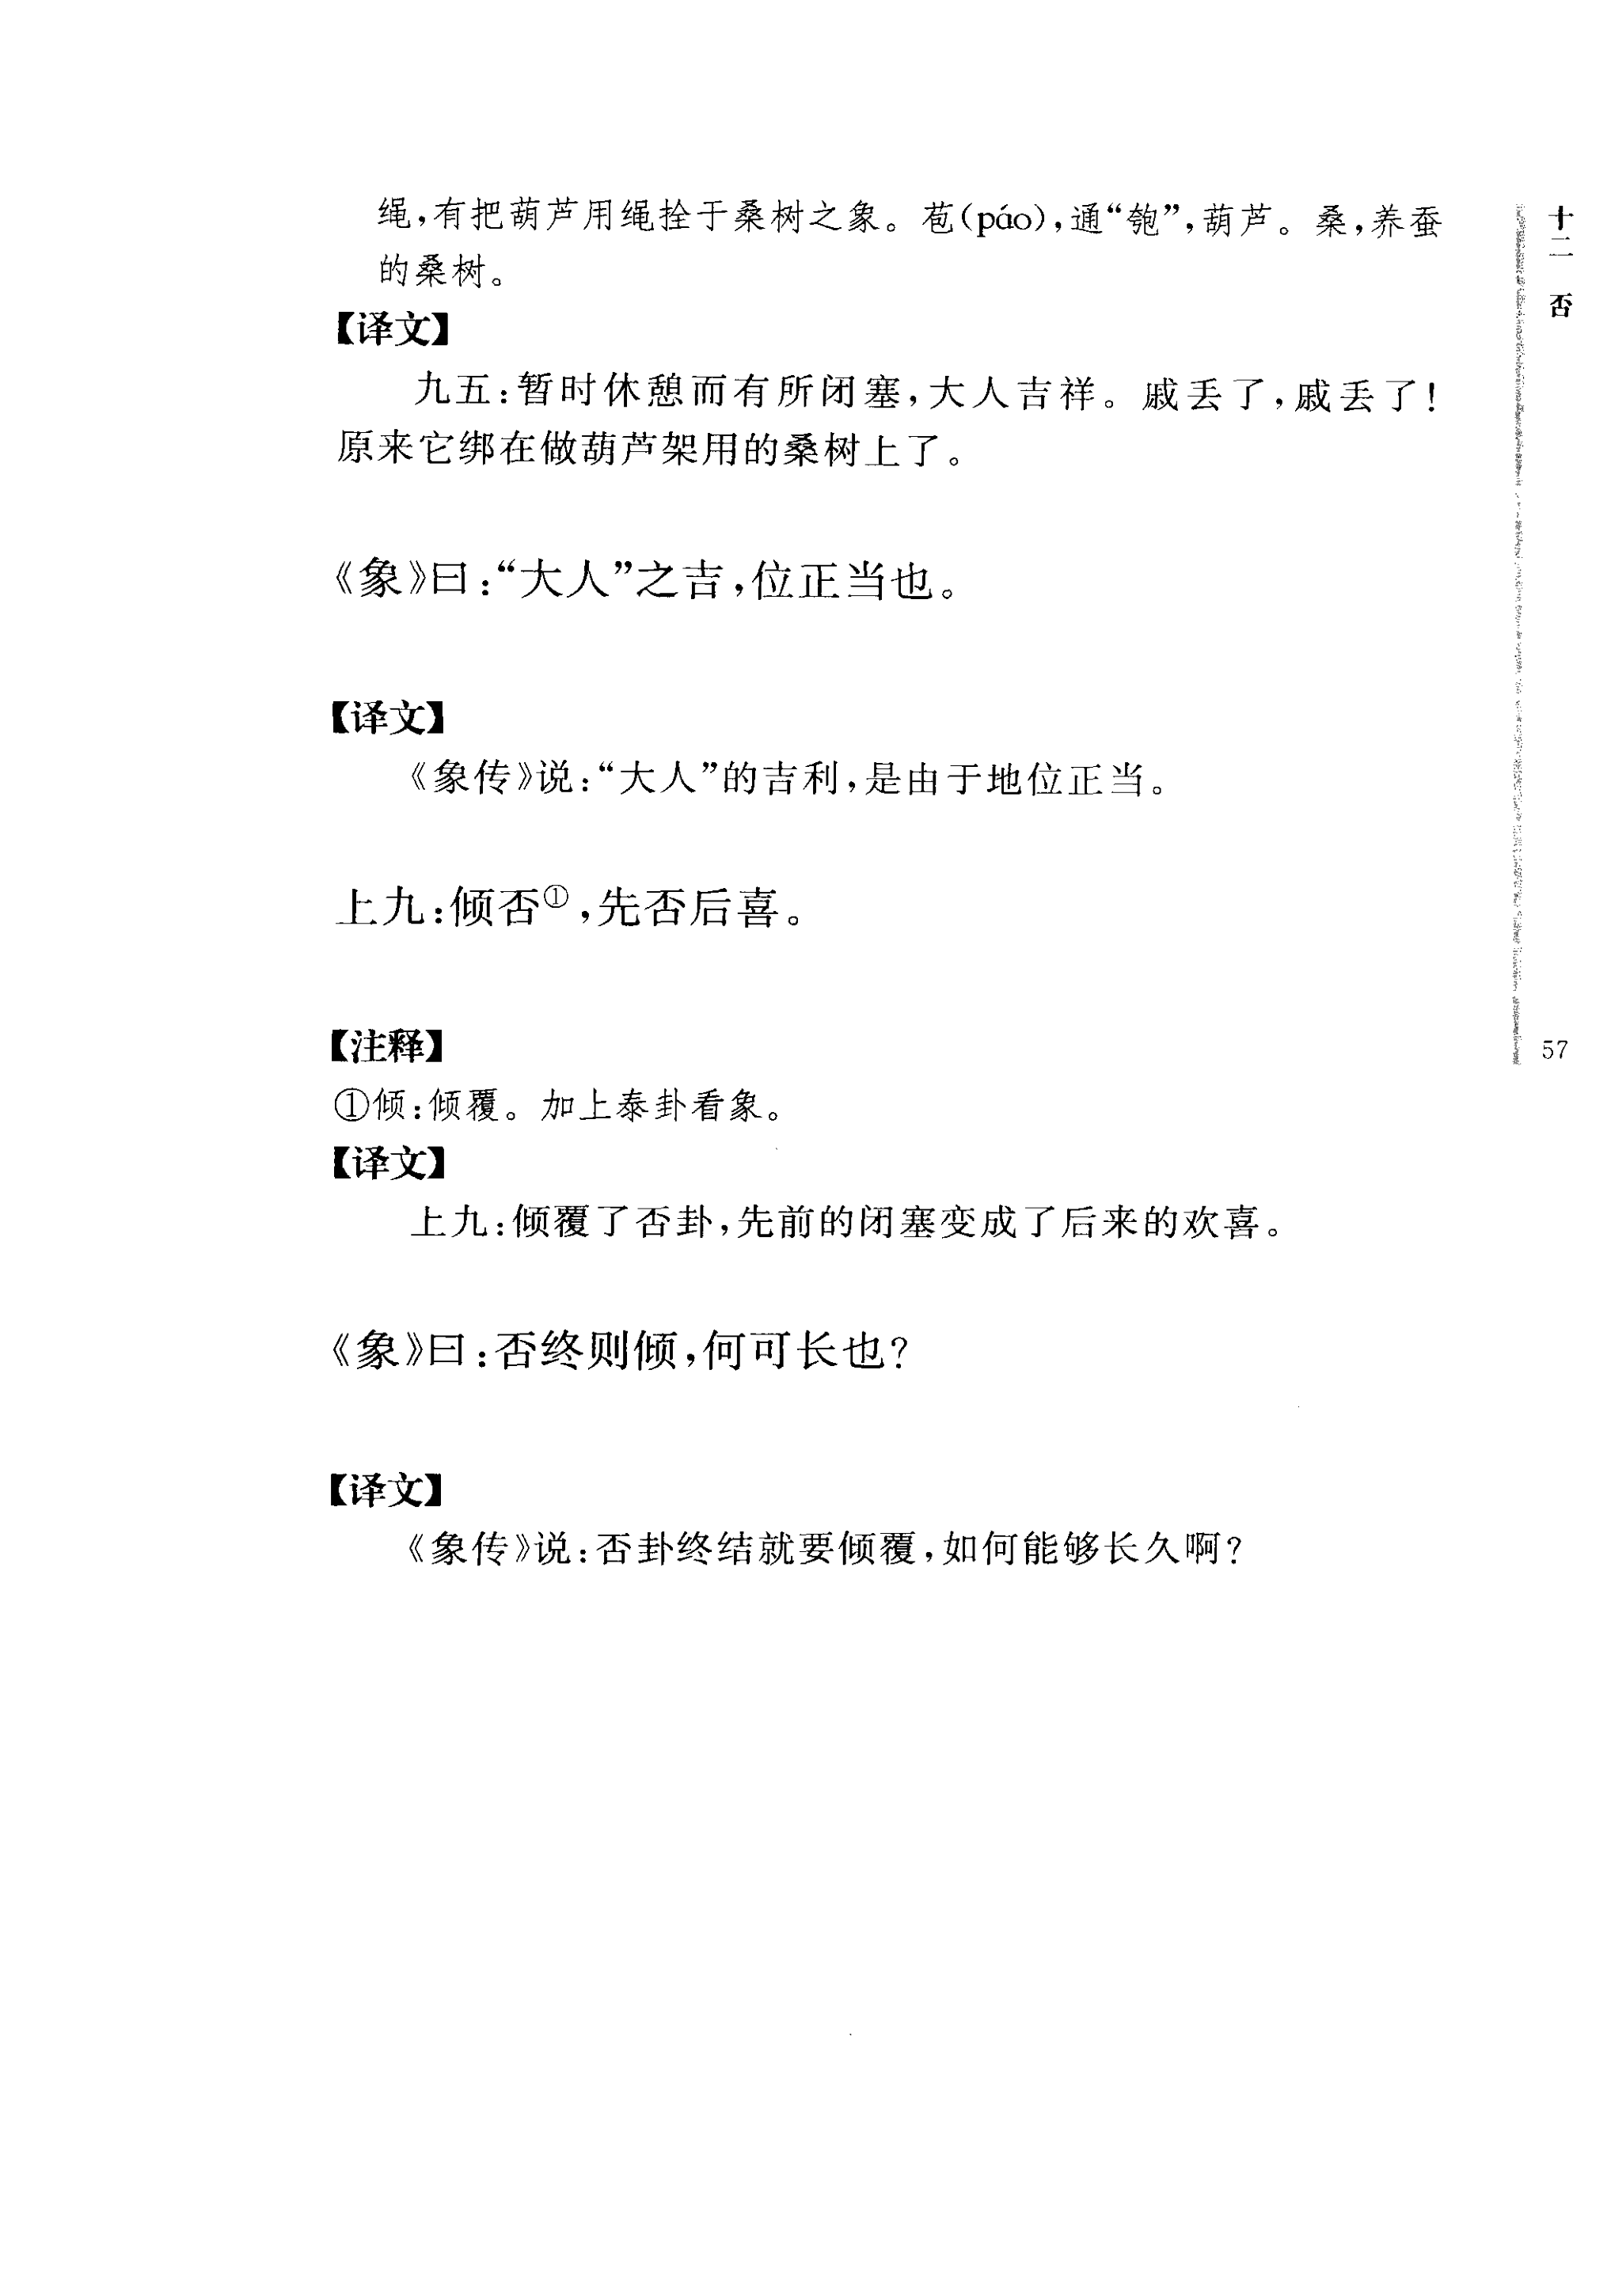 绳,有把葫芦用绳拴于桑树之象。苞(páo),通“匏”,葫芦。桑,养蚕
的桑树。
【译文】
九五:暂时休憩而有所闭塞,大人吉祥。戚丢了,戚丢了!
原来它绑在做葫芦架用的桑树上了。
《象》曰:“大人”之吉,位正当也。
【译文】
《象传》说:“大人”的吉利,是由于地位正当。
上九:倾否①,先否后喜。
【注释】
①倾:倾覆。加上泰卦看象。
【译文】
上九:倾覆了否卦,先前的闭塞变成了后来的欢喜。
《象》曰:否终则倾,何可长也?
【译文】
《象传》说:否卦终结就要倾覆,如何能够长久啊?
十二 否
57